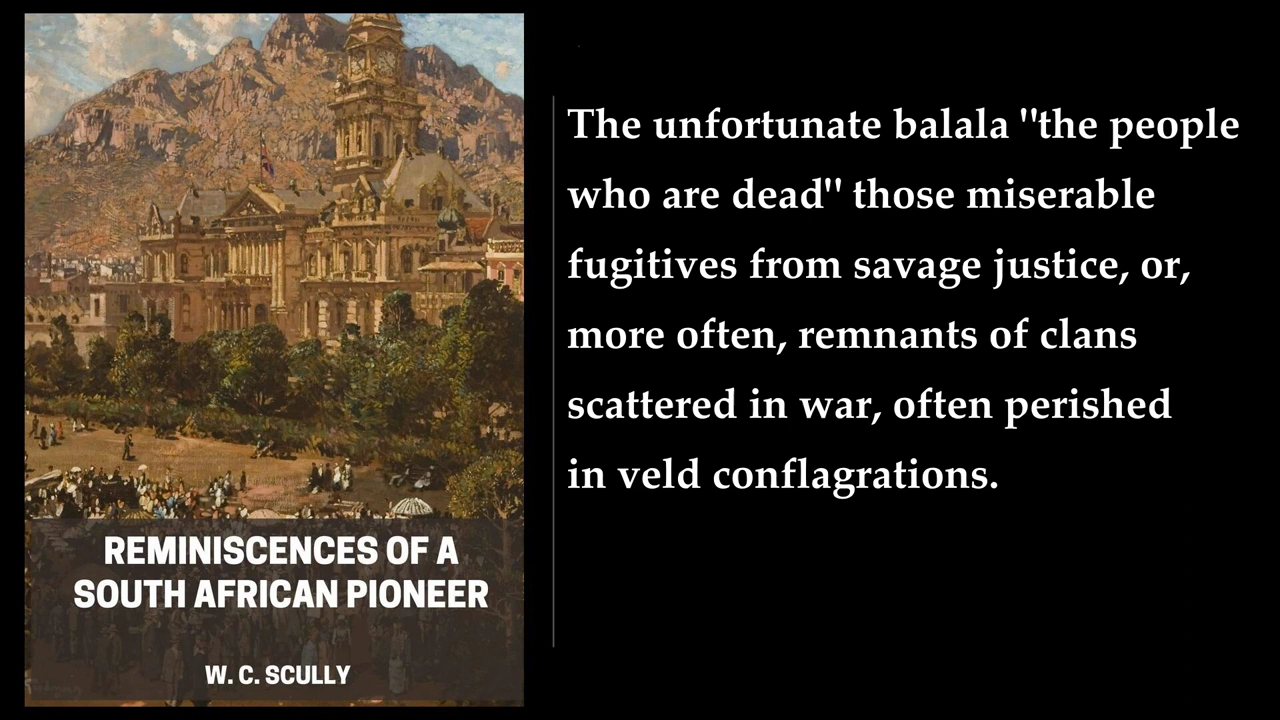 The unfortunate balala "the people
who are dead" those miserable
fugitives from savage justice, or,
more often, remnants of clans
scattered in war, often perished
in veld conflagrations.
REMINISCENCES OF A
SOUTH AFRICAN PIONEER
W. C. SCULLY